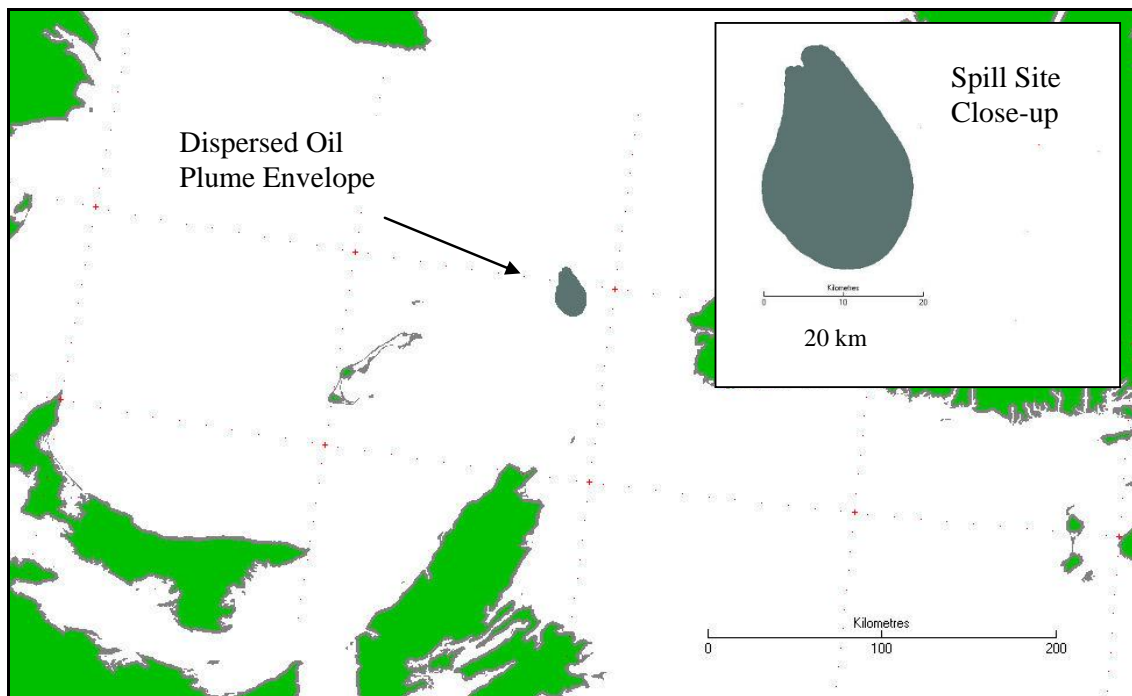 Spill Site
Close-up
Dispersed Oil
Plume Envelope
Kilometres
0 10 20
20 km
Kilometres
0 100 200